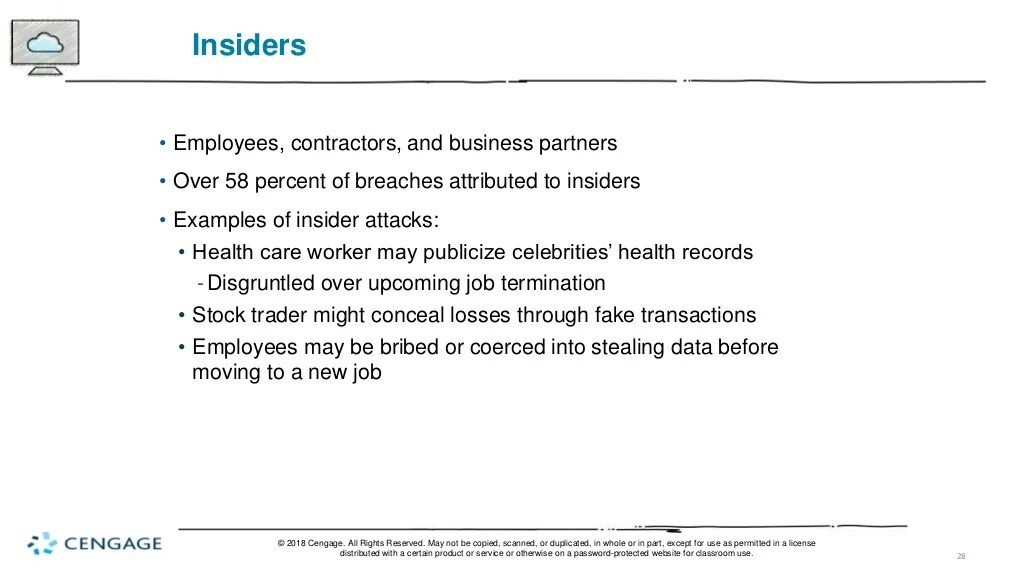 Insiders
• Employees, contractors, and business partners
• Over 58 percent of breaches attributed to insiders
• Examples of insider attacks:
• Health care worker may publicize celebrities’ health records
- Disgruntled over upcoming job termination
• Stock trader might conceal losses through fake transactions
• Employees may be bribed or coerced into stealing data before
moving to a new job
CENGAGE
© 2018 Cengage. All Rights Reserved. May not be copied, scanned, or duplicated, in whole or in part, except for use as permitted in a license
distributed with a certain product or service or otherwise on a password-protected website for classroom use.
28